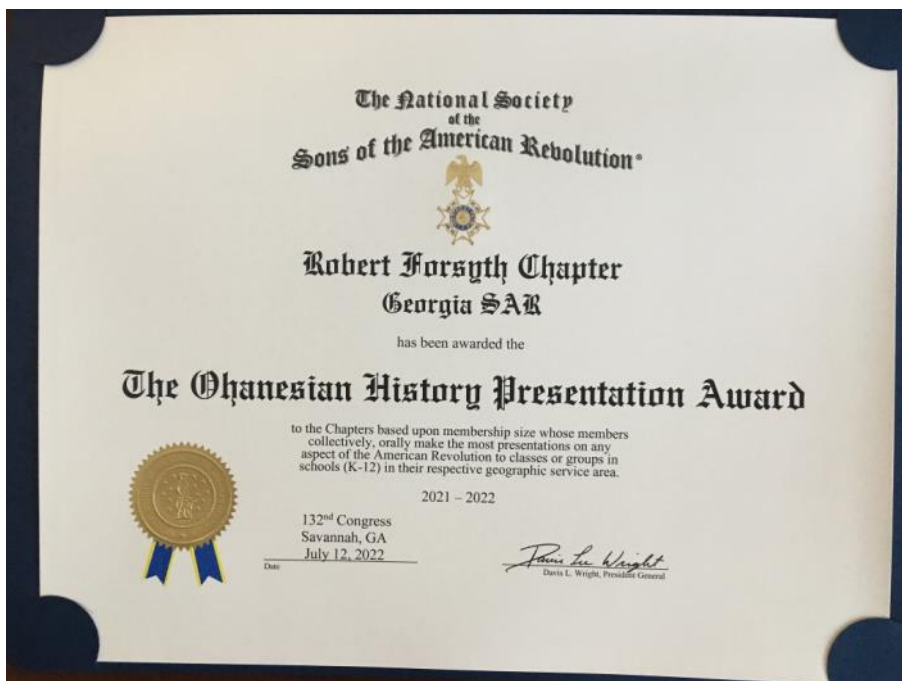 The National Society
of the
Sons of the American Revolution®
Robert Forsyth Chapter
Georgia SAR
has been awarded the
The Ohanesian History Presentation Award
to the Chapters based upon membership size whose members
collectively, orally make the most presentations on any
aspect of the American Revolution to classes or groups in
schools (K-12) in their respective geographic service area.
2021 – 2022
132nd Congress
Savannah, GA
July 12, 2022
Date
Davis Lee Wright
Davis L. Wright, President General